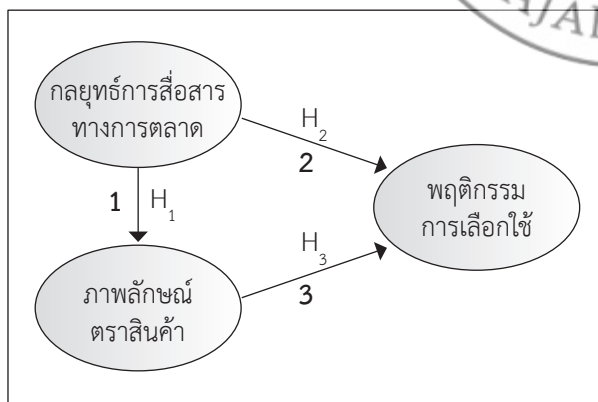 กลยุทธ์การสื่อสาร
ทางการตลาด
H2
2
พฤติกรรม
การเลือกใช้
1 H1
H3
3
ภาพลักษณ์
ตราสินค้า